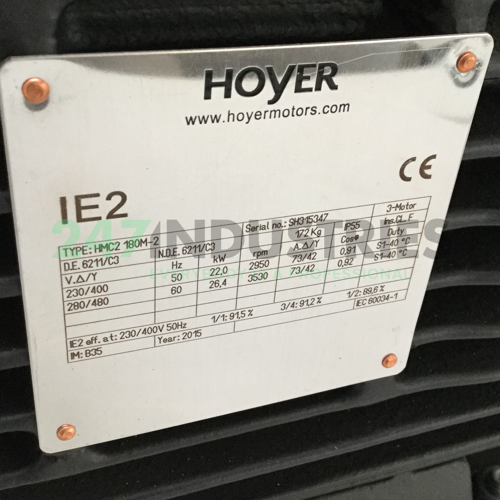 HOYER
www.hoyermotors.com
CE
IE2
247 INDUSTRIES
TYPE: HMC2 180M-2 Serial no.: SH315347 3-Motor
D.E. 6211/C3 N.D.E. 6211/C3 172 Kg IP55 Ins.CL.F
V.Δ/Y Hz kW rpm A.Δ/Y Cosφ Duty
230/400 50 22,0 2950 73/42 0,91 S1-40 °C
280/480 60 26,4 3530 73/42 0,92 S1-40 °C
IE2 eff. at: 230/400V 50Hz 1/1: 91,5% 3/4: 91,2% 1/2: 89,6%
IM: B35 Year: 2015 IEC 60034-1